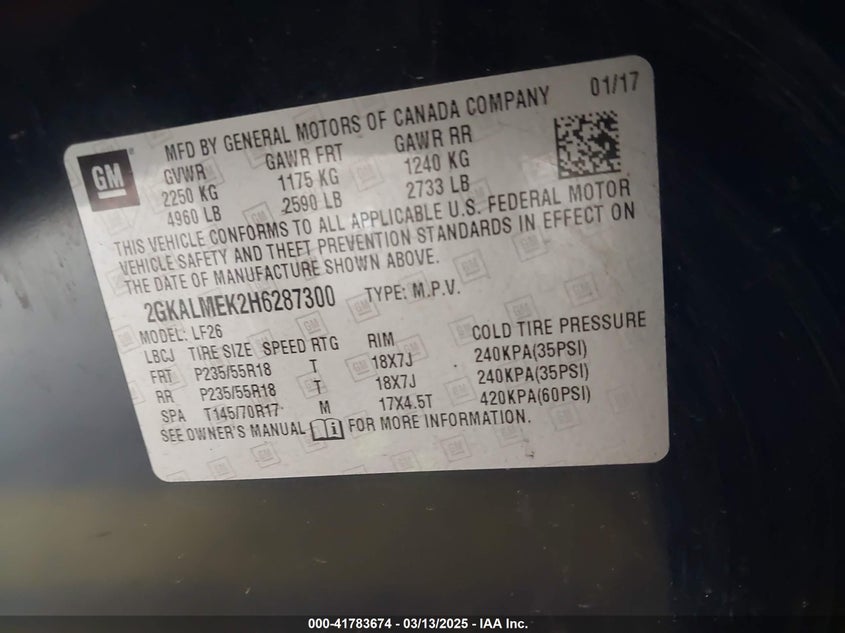 01/17
GM
MFD BY GENERAL MOTORS OF CANADA COMPANY
GVWR GAWR FRT GAWR RR
2250 KG 1175 KG 1240 KG
4960 LB 2590 LB 2733 LB
THIS VEHICLE CONFORMS TO ALL APPLICABLE U.S. FEDERAL MOTOR
VEHICLE SAFETY AND THEFT PREVENTION STANDARDS IN EFFECT ON
THE DATE OF MANUFACTURE SHOWN ABOVE.
2GKALMEK2H6287300 TYPE: M.P.V.
MODEL: LF26
LBCJ TIRE SIZE SPEED RTG RIM COLD TIRE PRESSURE
FRT P235/55R18 T 18X7J 240KPA(35PSI)
RR P235/55R18 T 18X7J 240KPA(35PSI)
SPA T145/70R17 M 17X4.5T 420KPA(60PSI)
SEE OWNER'S MANUAL FOR MORE INFORMATION.
000-41783674 - 03/13/2025 - IAA Inc.